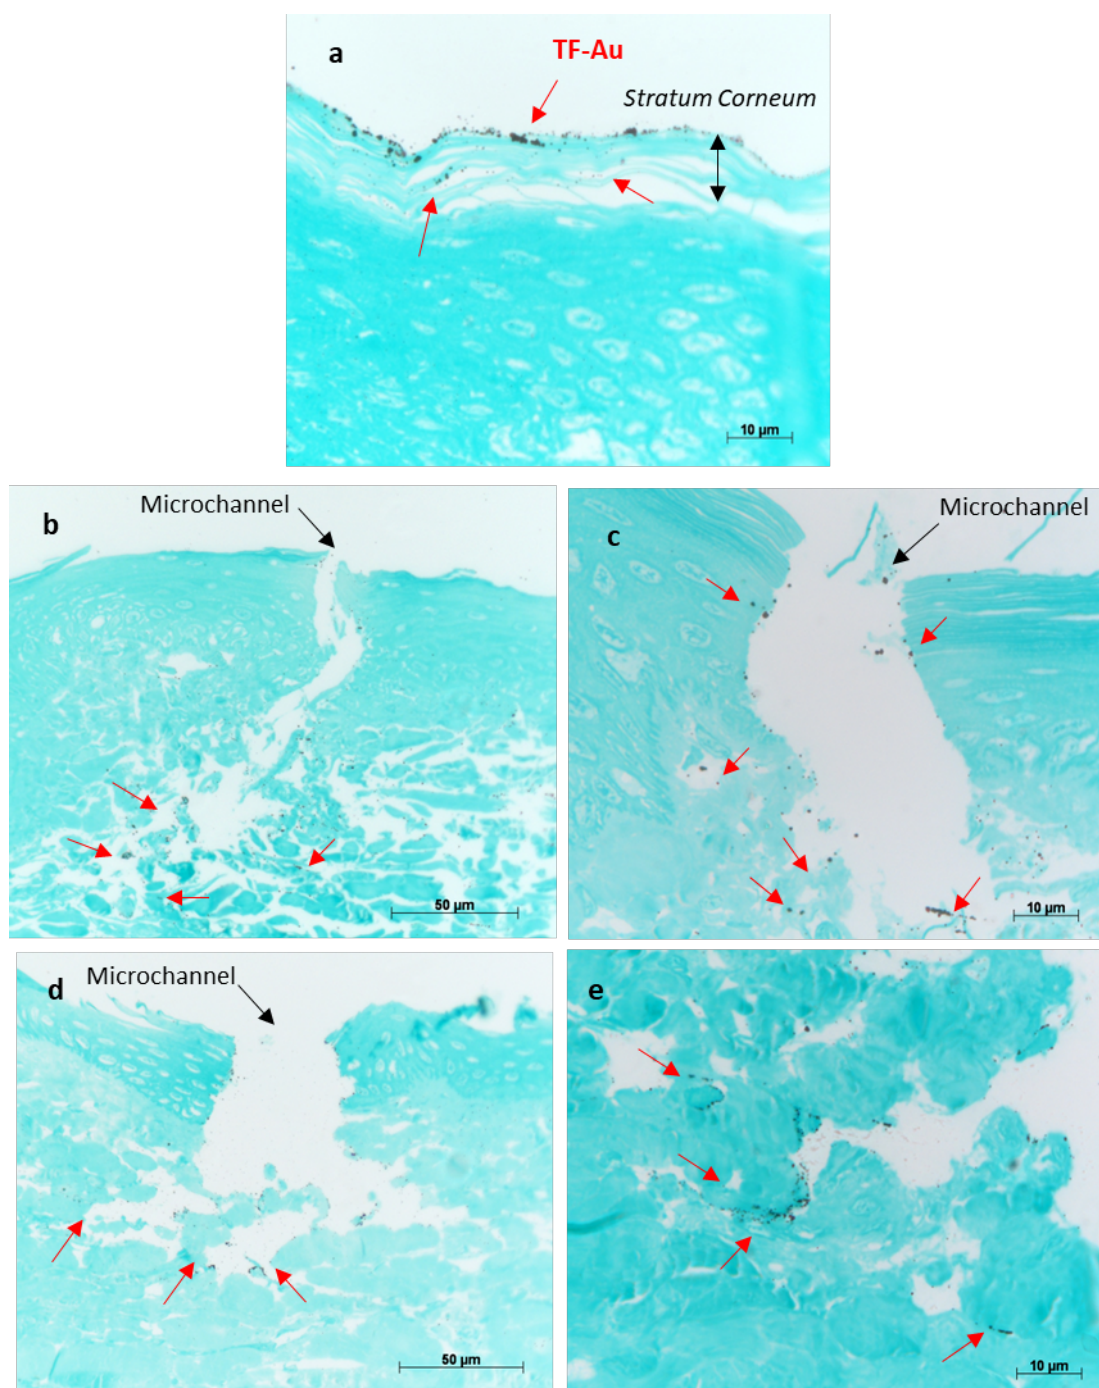 a
TF-Au
Stratum Corneum
10 µm
b
Microchannel
50 µm
c
Microchannel
10 µm
d
Microchannel
50 µm
e
10 µm